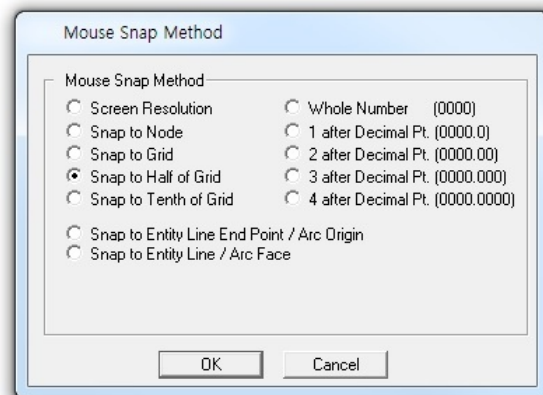 Mouse Snap Method
Mouse Snap Method
Screen Resolution Whole Number (0000)
Snap to Node 1 after Decimal Pt. (0000.0)
Snap to Grid 2 after Decimal Pt. (0000.00)
Snap to Half of Grid 3 after Decimal Pt. (0000.000)
Snap to Tenth of Grid 4 after Decimal Pt. (0000.0000)
Snap to Entity Line End Point / Arc Origin
Snap to Entity Line / Arc Face
OK Cancel